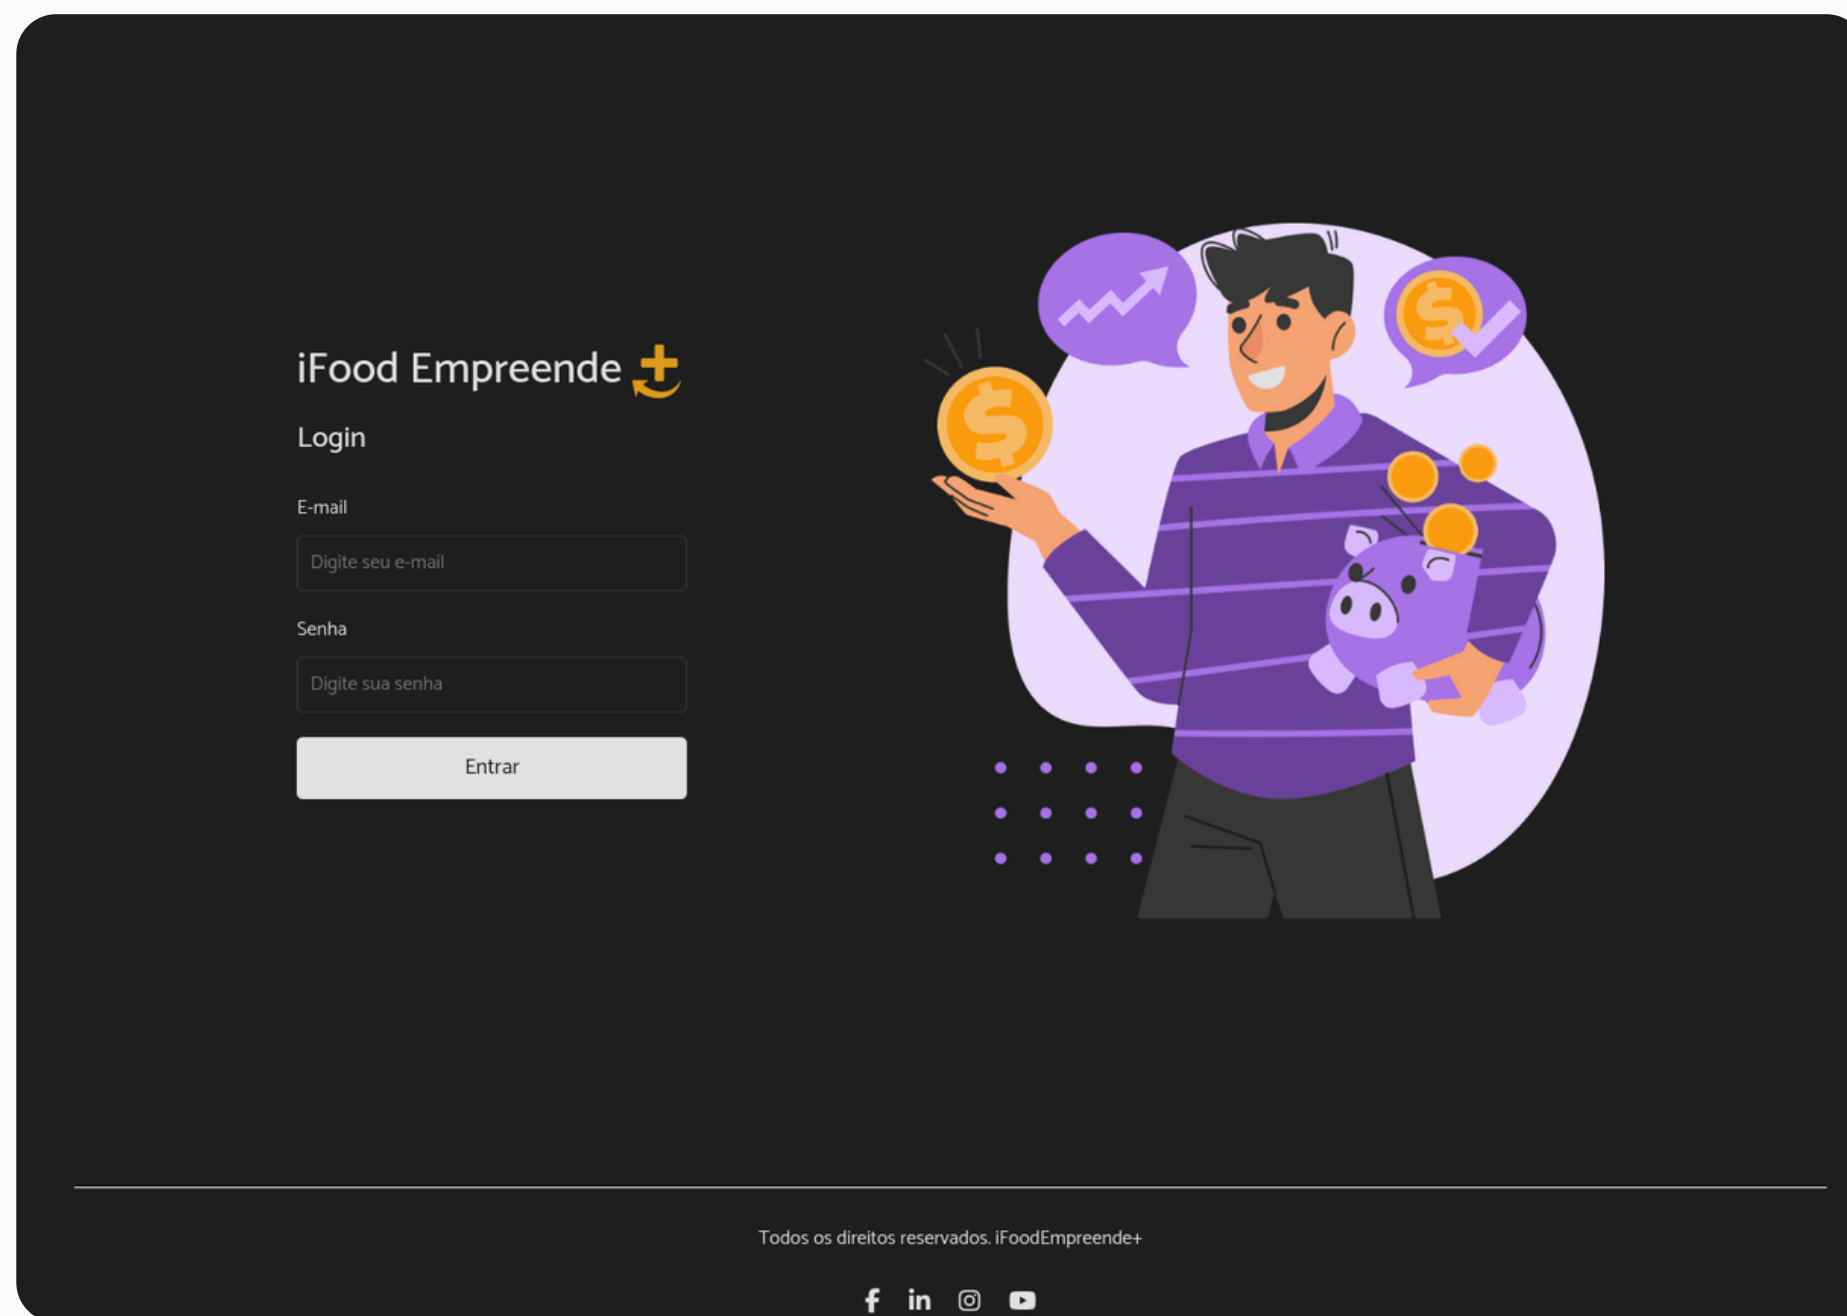 iFood Empreende
Login
E-mail
Digite seu e-mail
Senha
Digite sua senha
Entrar
Todos os direitos reservados. iFoodEmpreende+